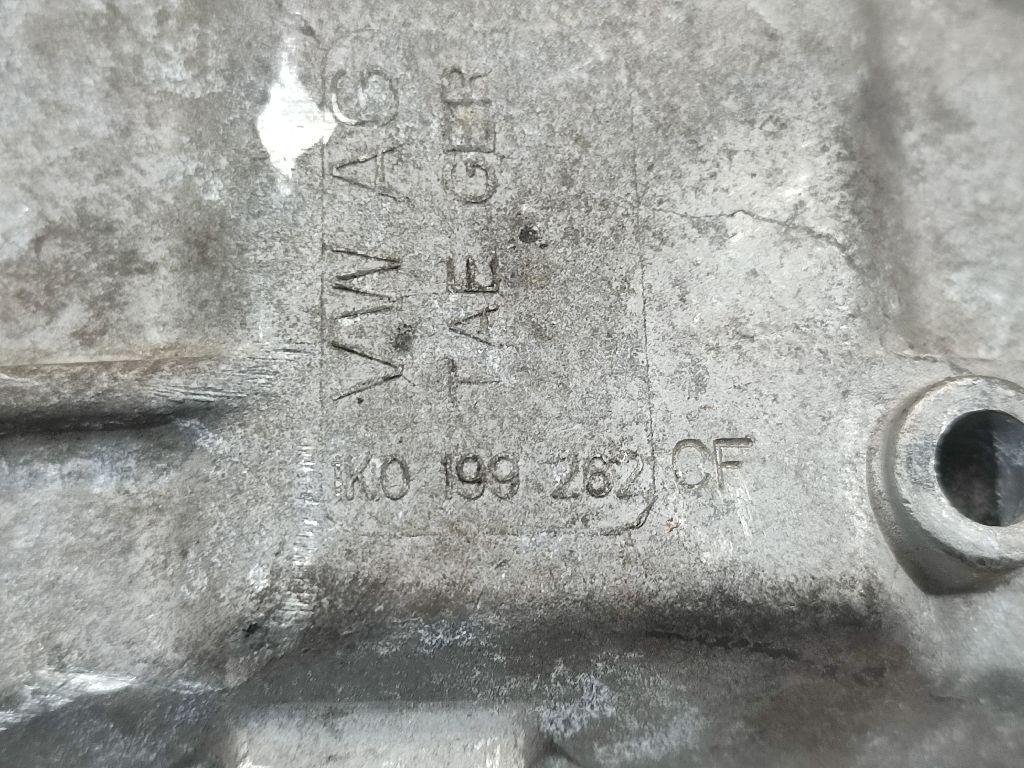 VW AG
TAE GER
1K0 199 262 CF